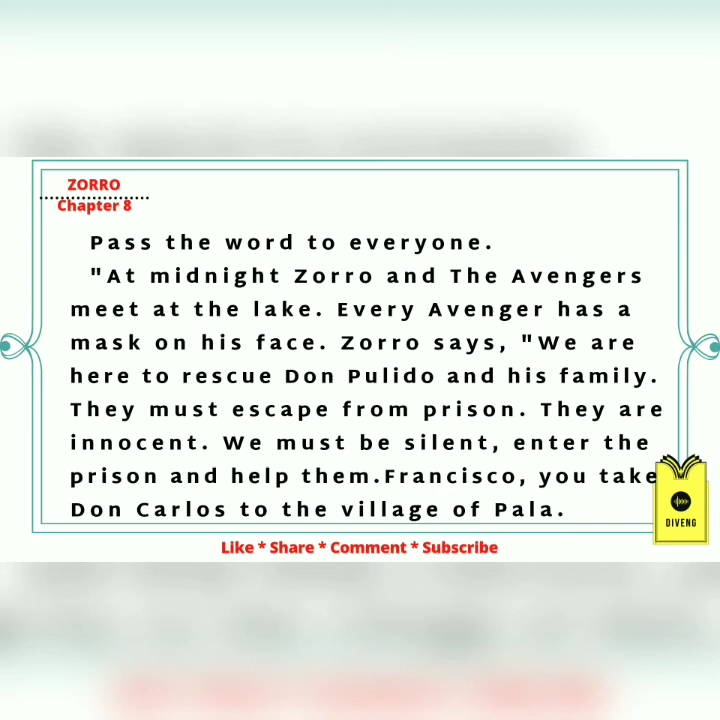 ZORRO
Chapter 8
Pass the word to everyone.
"At midnight Zorro and The Avengers
meet at the lake. Every Avenger has a
mask on his face. Zorro says, "We are
here to rescue Don Pulido and his family.
They must escape from prison. They are
innocent. We must be silent, enter the
prison and help them.Francisco, you take
Don Carlos to the village of Pala.
DIVENG
Like * Share * Comment * Subscribe